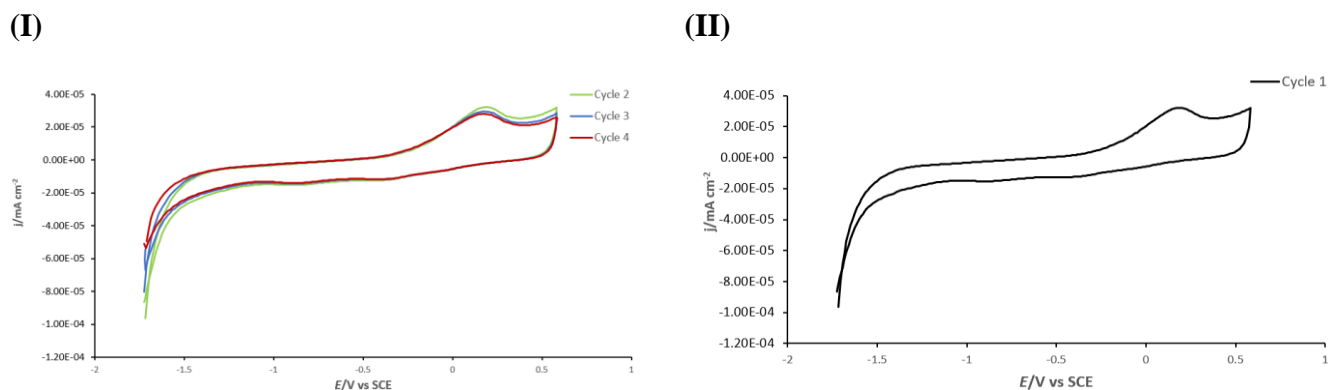 (I)
4.00E-05
2.00E-05
0.00E+00
-2.00E-05
-4.00E-05
-6.00E-05
-8.00E-05
-1.00E-04
-1.20E-04
j/mA cm-2
-2 -1.5 -1 -0.5 0 0.5 1
E/V vs SCE
Cycle 2
Cycle 3
Cycle 4
(II)
4.00E-05
2.00E-05
0.00E+00
-2.00E-05
-4.00E-05
-6.00E-05
-8.00E-05
-1.00E-04
-1.20E-04
j/mA cm-2
-2 -1.5 -1 -0.5 0 0.5 1
E/V vs SCE
Cycle 1